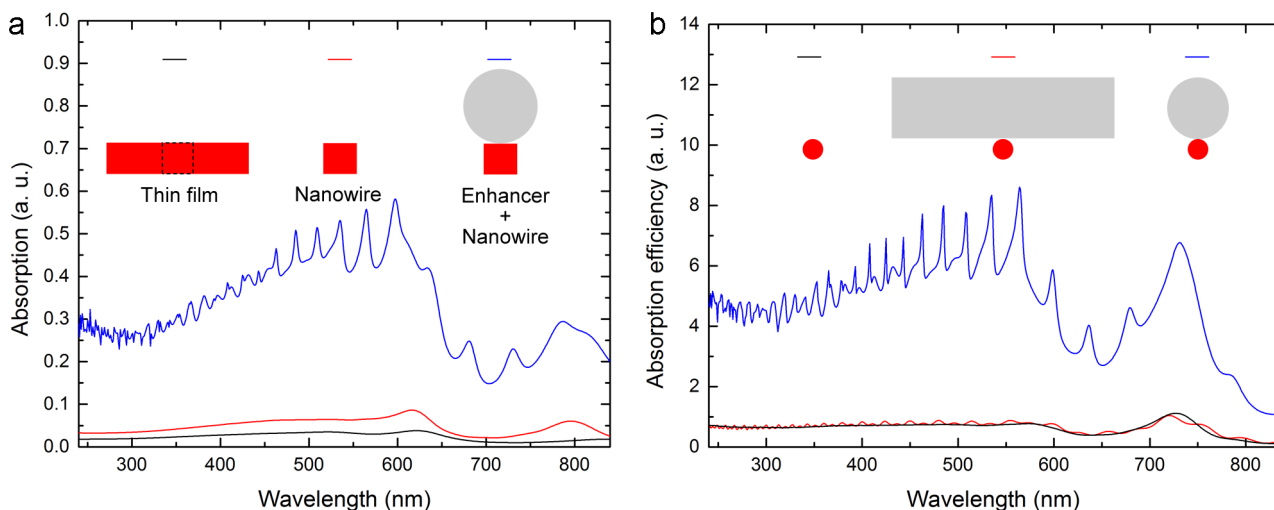 a
1.0
0.9
0.8
0.7
0.6
0.5
0.4
0.3
0.2
0.1
0.0
Absorption (a. u.)
Thin film
Nanowire
Enhancer
+
Nanowire
300 400 500 600 700 800
Wavelength (nm)
b
14
12
10
8
6
4
2
0
Absorption efficiency (a. u.)
300 400 500 600 700 800
Wavelength (nm)